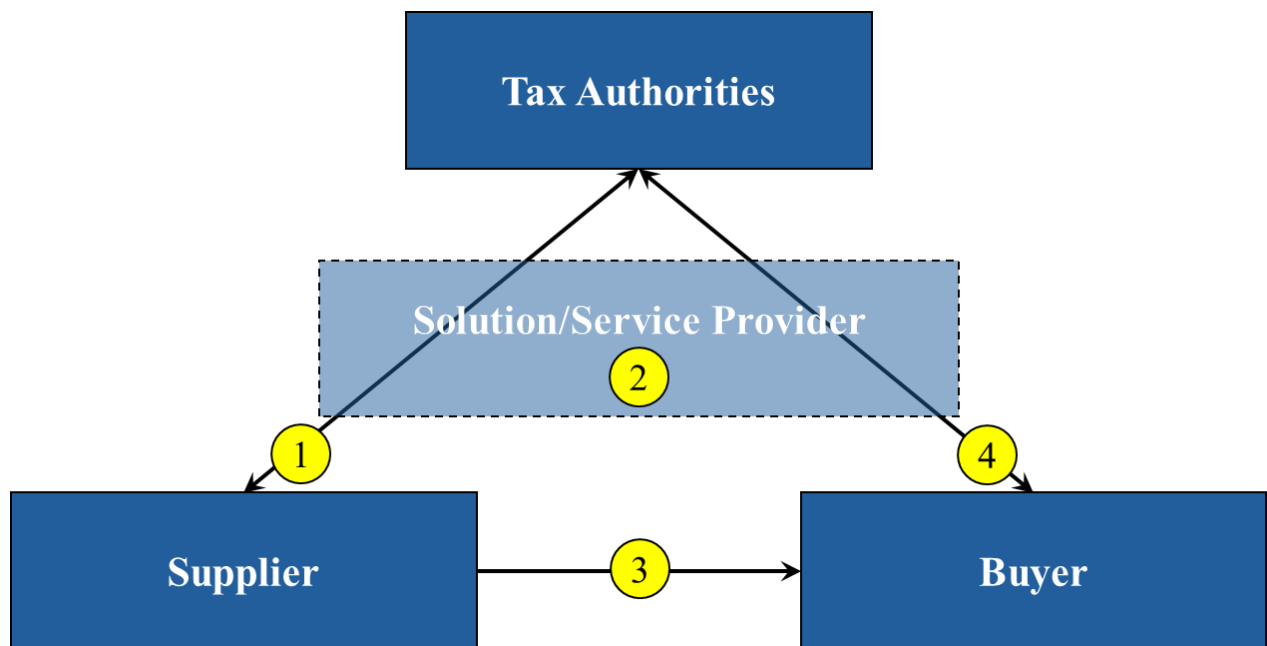 Tax Authorities
Solution/Service Provider
2
1
4
Supplier
3
Buyer